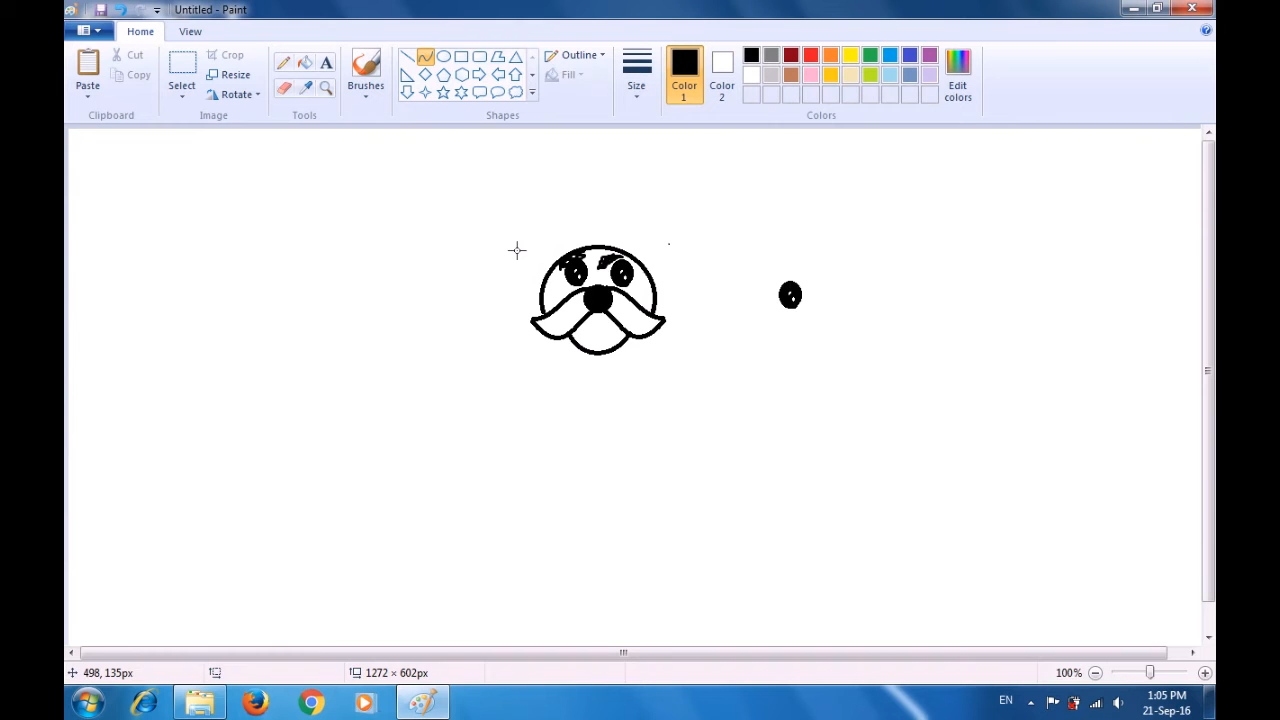 Untitled - Paint
Home View
Paste
Cut
Copy
Clipboard
Select
Crop
Resize
Rotate
Image
A
Tools
Brushes
Outline
Fill
Shapes
Size
Color 1
Color 2
Edit colors
Colors
498, 135px
1272 × 602px
100%
EN
1:05 PM
21-Sep-16